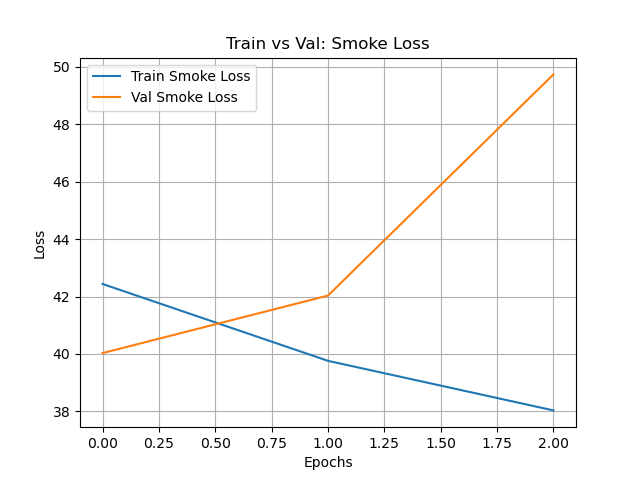 Train vs Val: Smoke Loss
Train Smoke Loss
Val Smoke Loss
50
48
46
44
42
40
38
Loss
0.00 0.25 0.50 0.75 1.00 1.25 1.50 1.75 2.00
Epochs